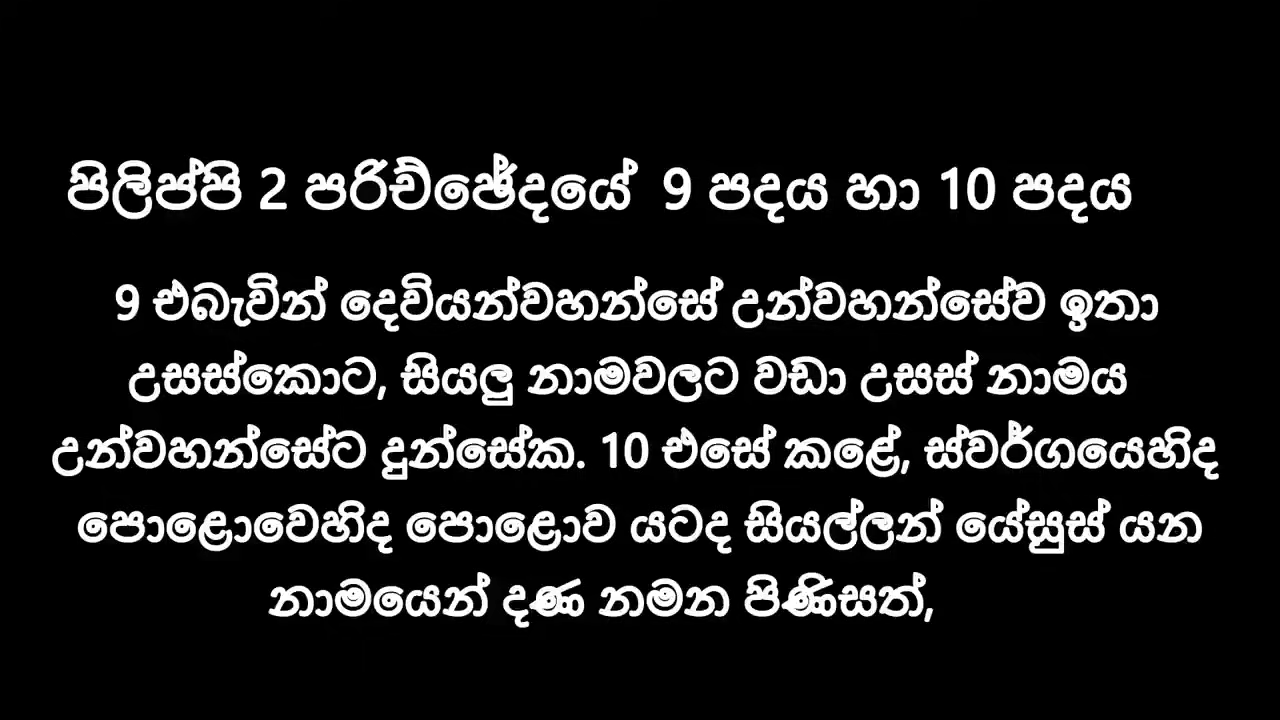 පිලිප්පි 2 පරිච්ඡේදයේ 9 පදය හා 10 පදය
9 එබැවින් දෙවියන්වහන්සේ උන්වහන්සේව ඉතා
උසස්කොට, සියලු නාමවලට වඩා උසස් නාමය
උන්වහන්සේට දුන්සේක. 10 එසේ කළේ, ස්වර්ගයෙහිද
පොළොවෙහිද පොළොව යටද සියල්ලන් යේසුස් යන
නාමයෙන් දණ නමන පිණිසත්,